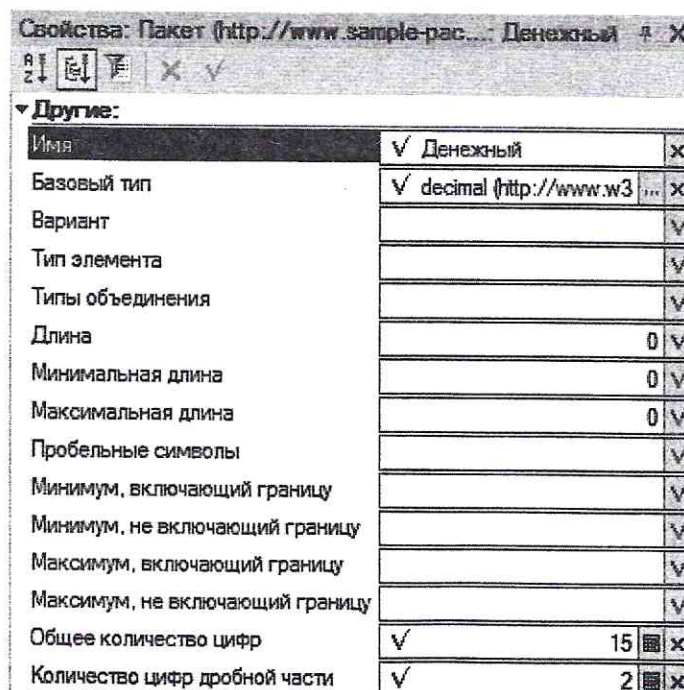 Свойства: Пакет (http://www.sample-pac...: Денежный
Другие:
Имя Денежный
Базовый тип decimal (http://www.w3 ...
Вариант
Тип элемента
Типы объединения
Длина 0
Минимальная длина 0
Максимальная длина 0
Пробельные символы
Минимум, включающий границу
Минимум, не включающий границу
Максимум, включающий границу
Максимум, не включающий границу
Общее количество цифр 15
Количество цифр дробной части 2